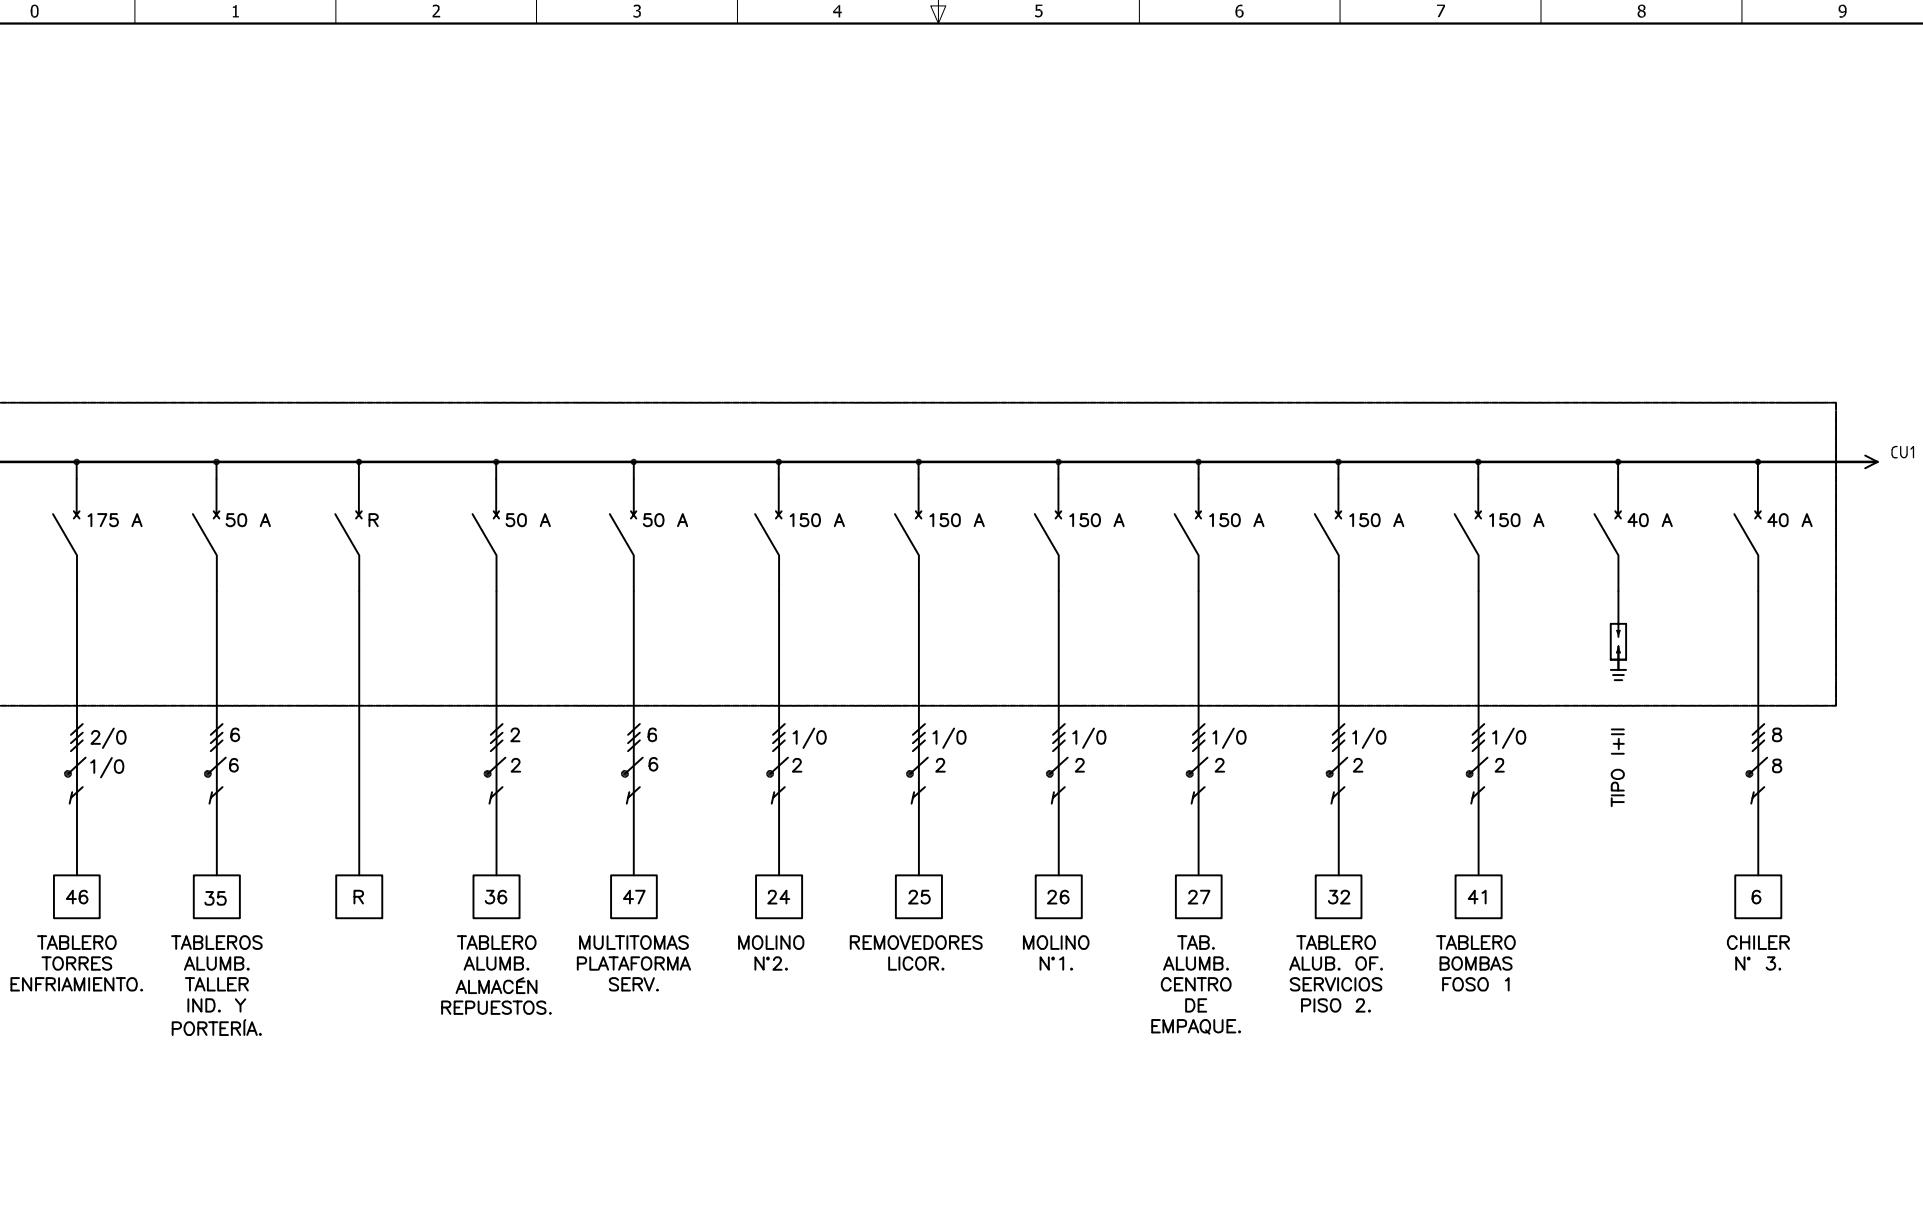 0 1 2 3 4 5 6 7 8 9
CU1
175 A 50 A R 50 A 50 A 150 A 150 A 150 A 150 A 150 A 150 A 40 A 40 A
2/0 6 2 6 1/0 1/0 1/0 1/0 1/0 1/0 8
1/0 6 2 6 2 2 2 2 2 2 8
TIPO I+II
46 35 R 36 47 24 25 26 27 32 41 6
TABLERO
TORRES
ENFRIAMIENTO.
TABLEROS
ALUMB.
TALLER
IND. Y
PORTERÍA.
TABLERO
ALUMB.
ALMACÉN
REPUESTOS.
MULTITOMAS
PLATAFORMA
SERV.
MOLINO
N°2.
REMOVEDORES
LICOR.
MOLINO
N°1.
TAB.
ALUMB.
CENTRO
DE
EMPAQUE.
TABLERO
ALUB. OF.
SERVICIOS
PISO 2.
TABLERO
BOMBAS
FOSO 1
CHILER
N° 3.